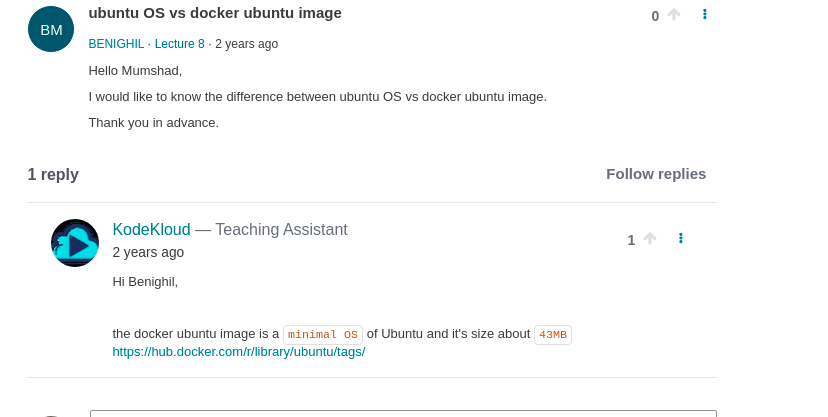 BM
ubuntu OS vs docker ubuntu image
0
BENIGHIL · Lecture 8 · 2 years ago
Hello Mumshad,
I would like to know the difference between ubuntu OS vs docker ubuntu image.
Thank you in advance.
1 reply
Follow replies
KodeKloud — Teaching Assistant
1
2 years ago
Hi Benighil,
the docker ubuntu image is a minimal OS of Ubuntu and it's size about 43MB
https://hub.docker.com/r/library/ubuntu/tags/